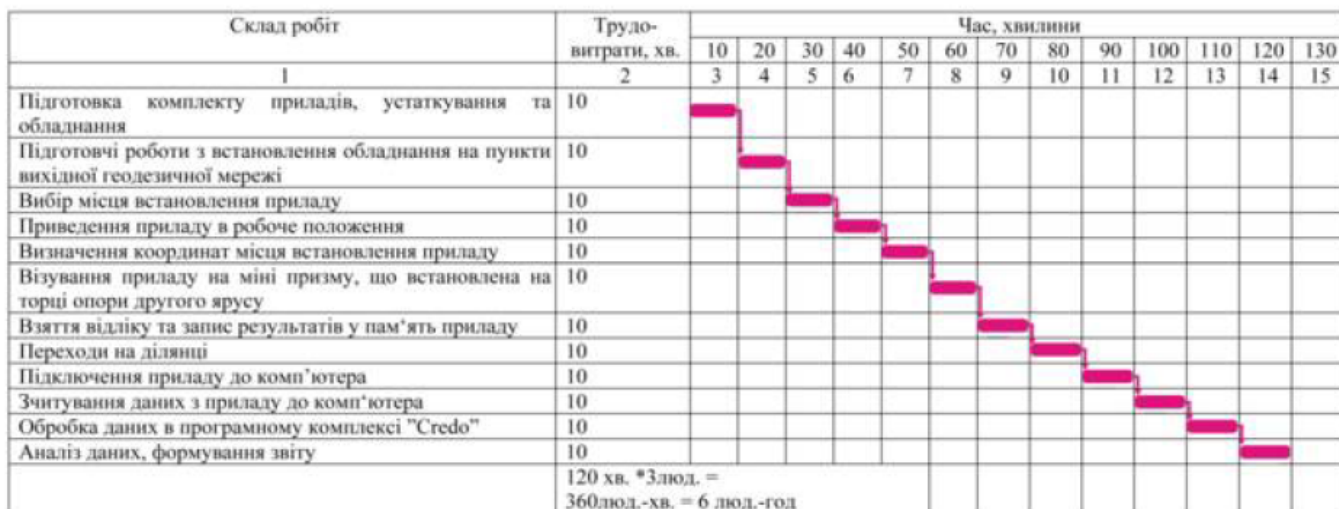 Склад робіт
Трудо-
витрати, хв.
Час, хвилини
10 20 30 40 50 60 70 80 90 100 110 120 130
1 2 3 4 5 6 7 8 9 10 11 12 13 14 15
Підготовка комплекту приладів, устаткування та 10
обладнання
Підготовчі роботи з встановлення обладнання на пункти 10
вихідної геодезичної мережі
Вибір місця встановлення приладу 10
Приведення приладу в робоче положення 10
Визначення координат місця встановлення приладу 10
Візування приладу на міні призму, що встановлена на 10
торці опори другого ярусу
Взяття відліку та запис результатів у пам‘ять приладу 10
Переходи на ділянці 10
Підключення приладу до комп’ютера 10
Зчитування даних з приладу до комп‘ютера 10
Обробка даних в програмному комплексі ”Credo” 10
Аналіз даних, формування звіту 10
120 хв. *3люд. =
360люд.-хв. = 6 люд.-год